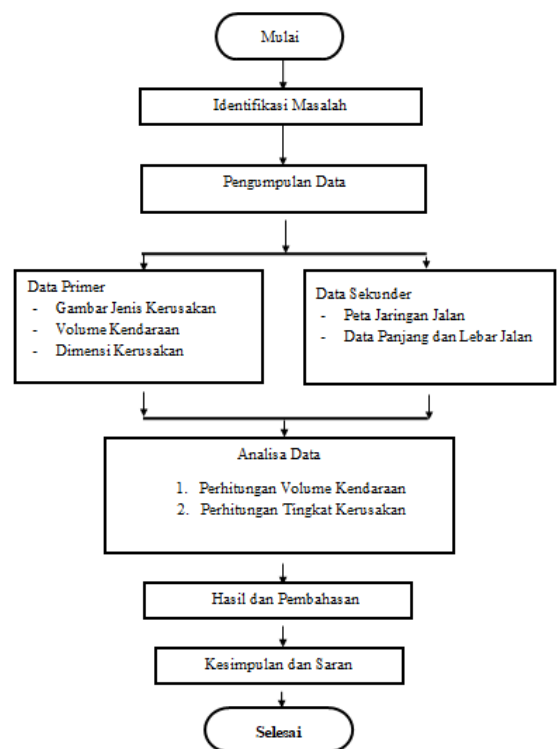 Mulai
Identifikasi Masalah
Pengumpulan Data
Data Primer
- Gambar Jenis Kerusakan
- Volume Kendaraan
- Dimensi Kerusakan
Data Sekunder
- Peta Jaringan Jalan
- Data Panjang dan Lebar Jalan
Analisa Data
1. Perhitungan Volume Kendaraan
2. Perhitungan Tingkat Kerusakan
Hasil dan Pembahasan
Kesimpulan dan Saran
Selesai